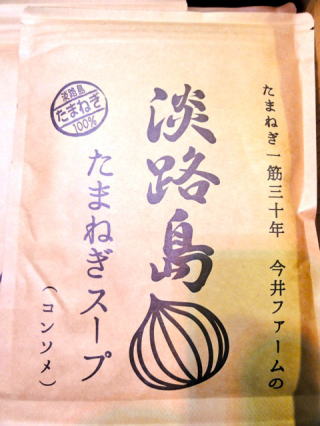 たまねぎ一筋三十年 今井ファームの
淡路島
たまねぎスープ
（コンソメ）
淡路島
たまねぎ
100%